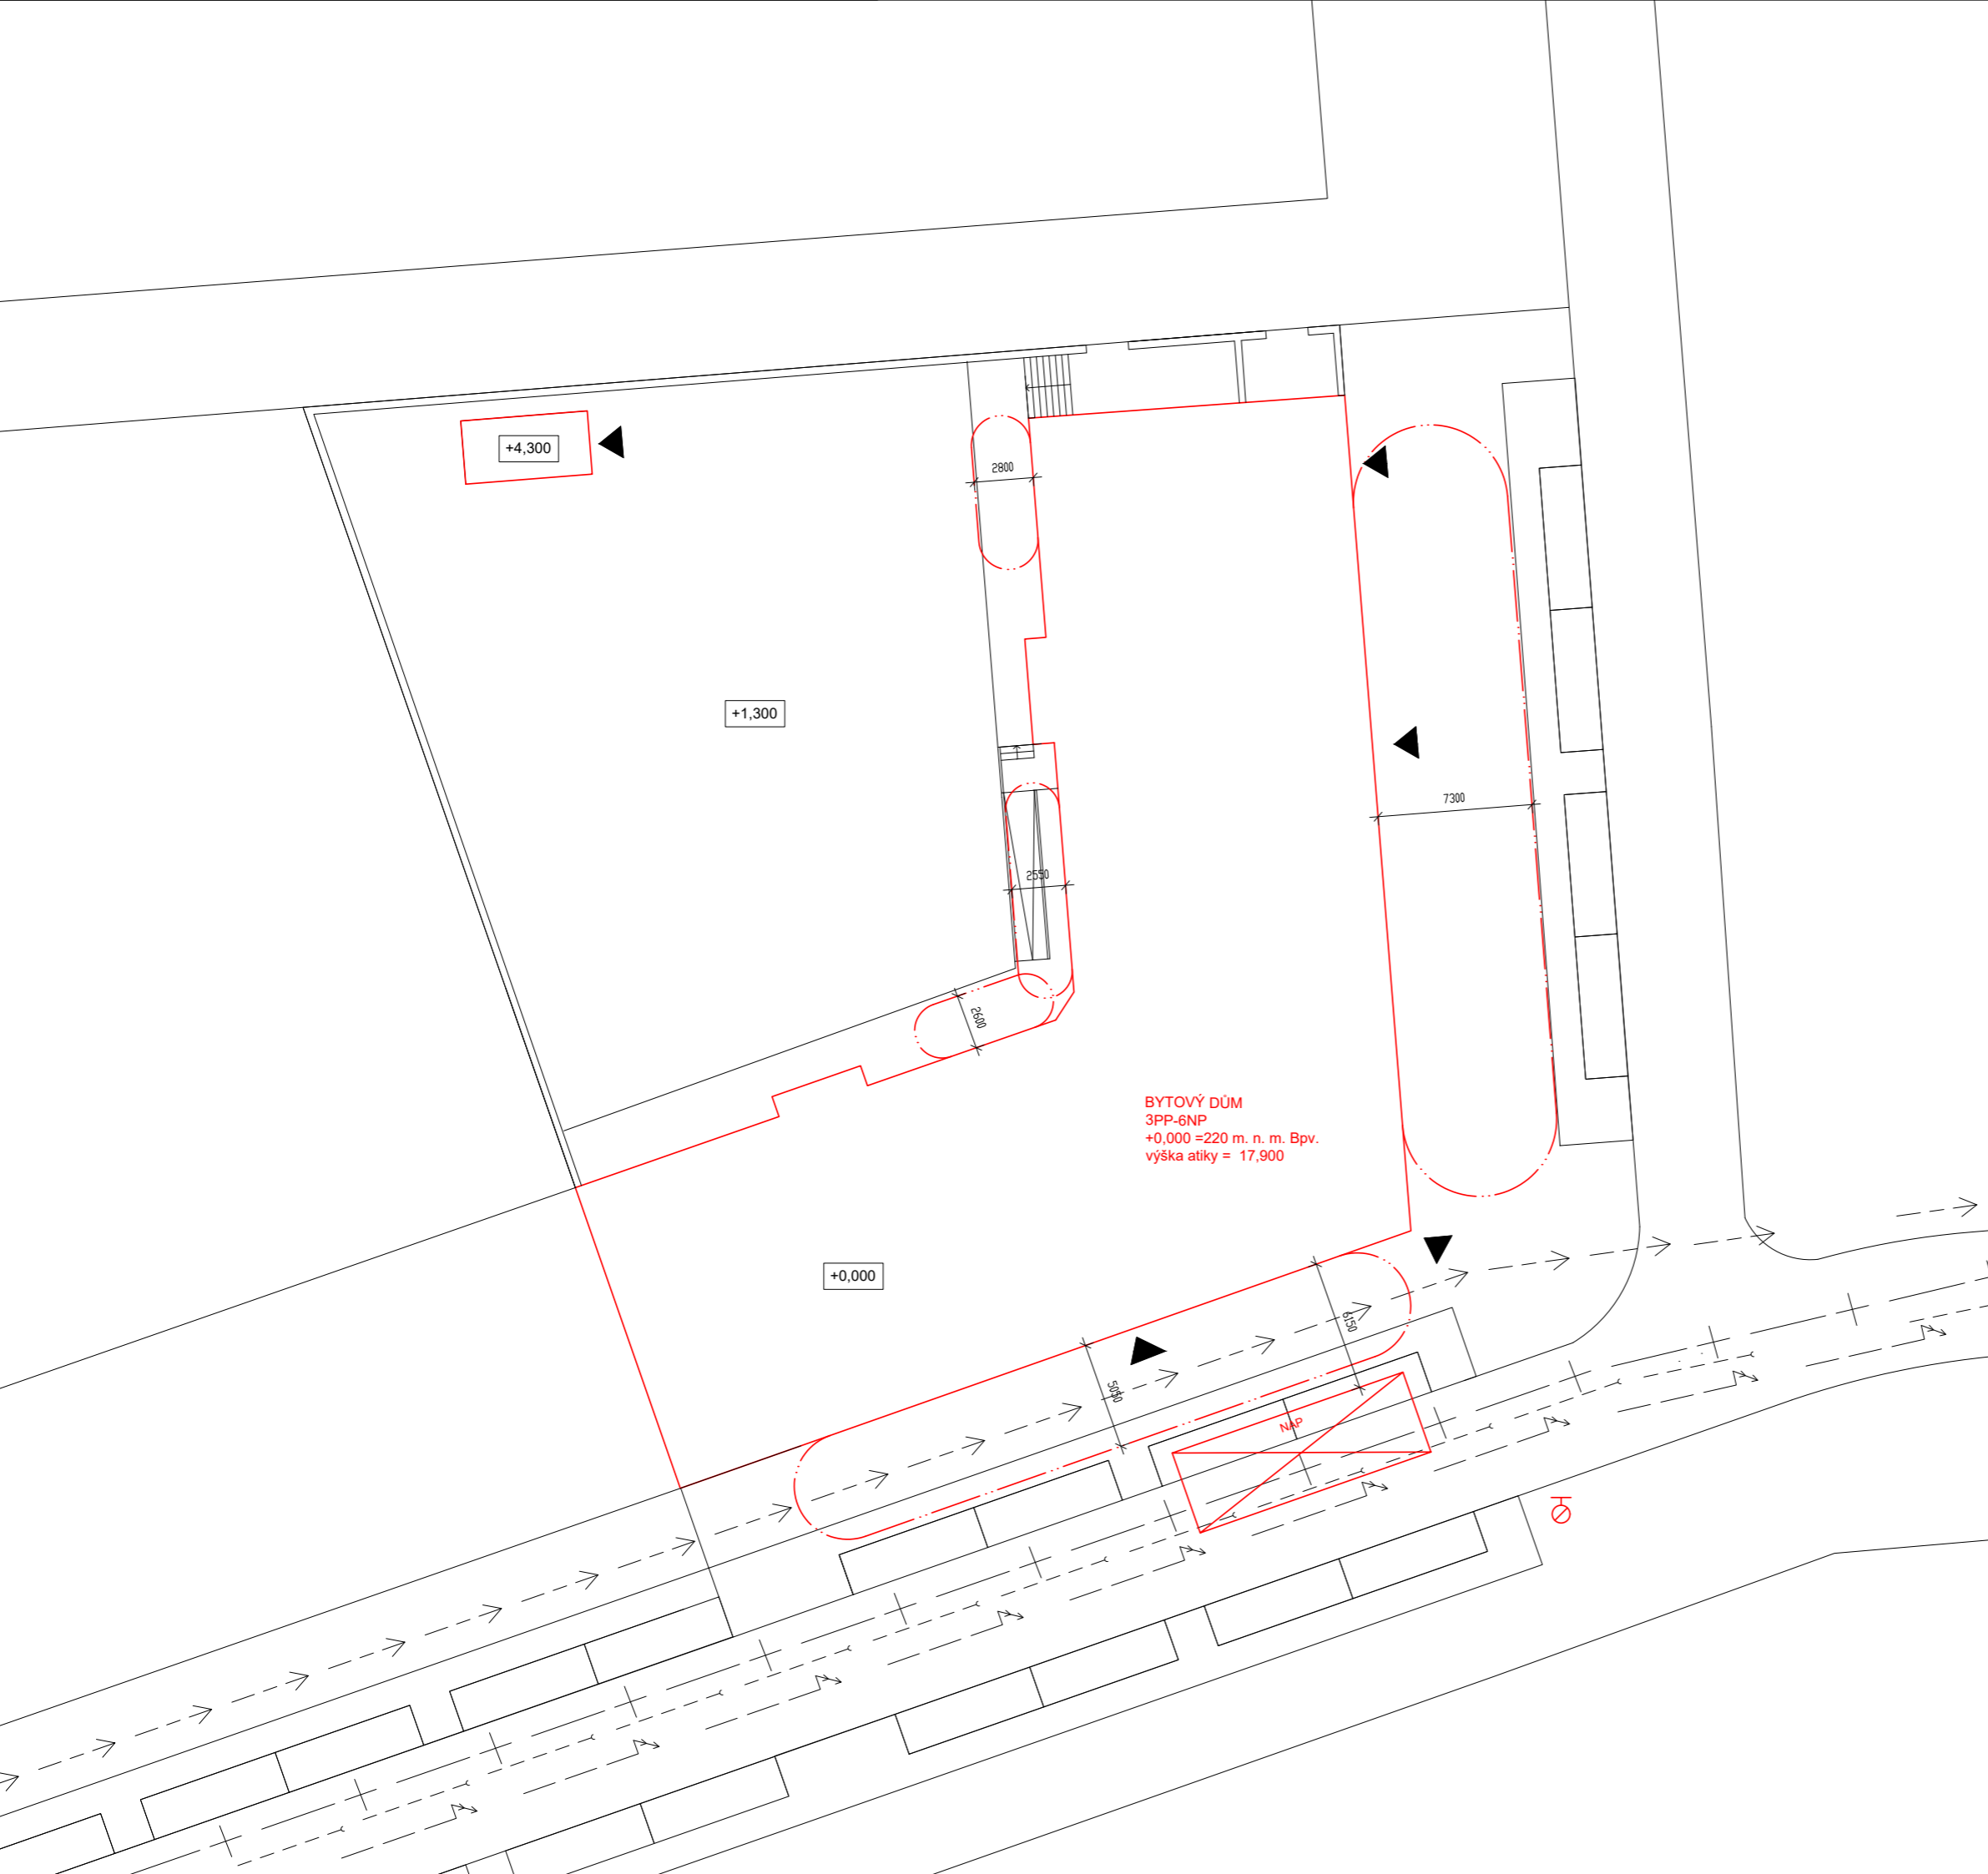 +4,300
2800
+1,300
7300
2550
2600
BYTOVÝ DŮM
3PP-6NP
+0,000 =220 m. n. m. Bpv.
výška atiky = 17,900
+0,000
6150
5050
NAP